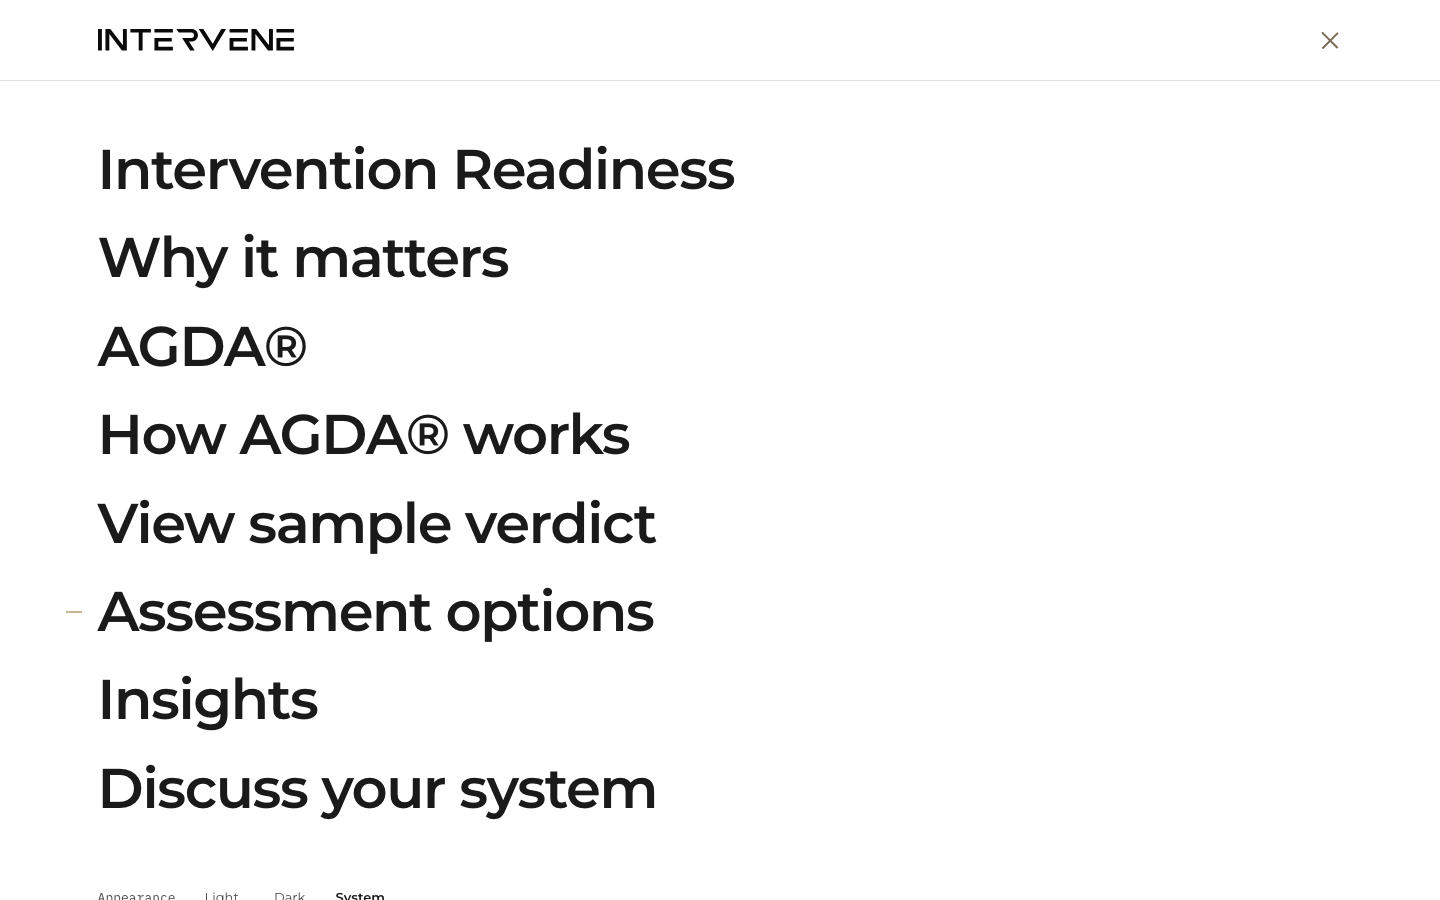 INTERVENE
Intervention Readiness
Why it matters
AGDA®
How AGDA® works
View sample verdict
Assessment options
Insights
Discuss your system
Appearance Light Dark System